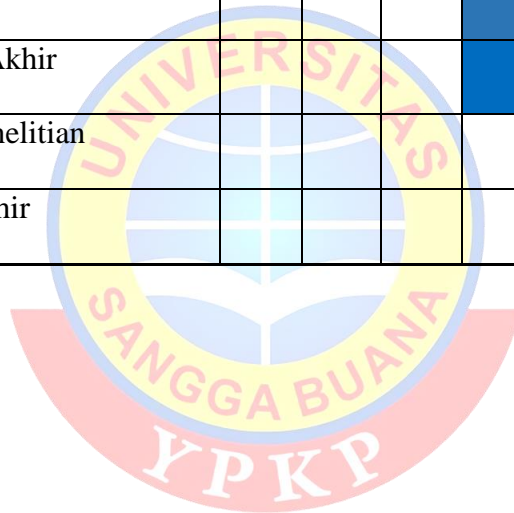 Akhir
nelitian
hir
UNIVERSITAS
SANGGA BUANA
YPKP